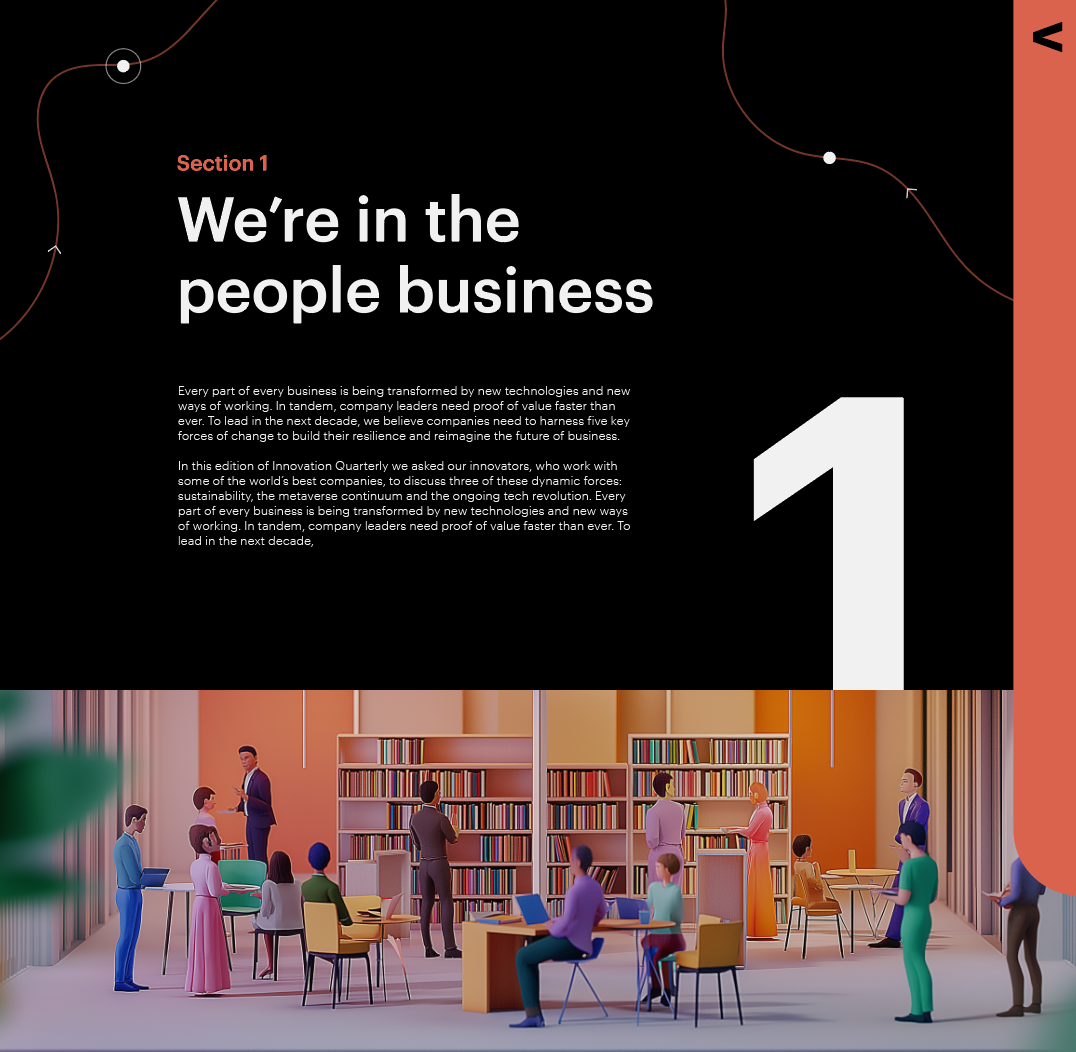 Section 1
We’re in the
people business
Every part of every business is being transformed by new technologies and new
ways of working. In tandem, company leaders need proof of value faster than
ever. To lead in the next decade, we believe companies need to harness five key
forces of change to build their resilience and reimagine the future of business.
In this edition of Innovation Quarterly we asked our innovators, who work with
some of the world’s best companies, to discuss three of these dynamic forces:
sustainability, the metaverse continuum and the ongoing tech revolution. Every
part of every business is being transformed by new technologies and new ways
of working. In tandem, company leaders need proof of value faster than ever. To
lead in the next decade,
1